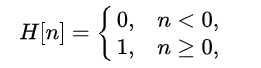 H[n] = { 0, n < 0,
1, n ≥ 0,